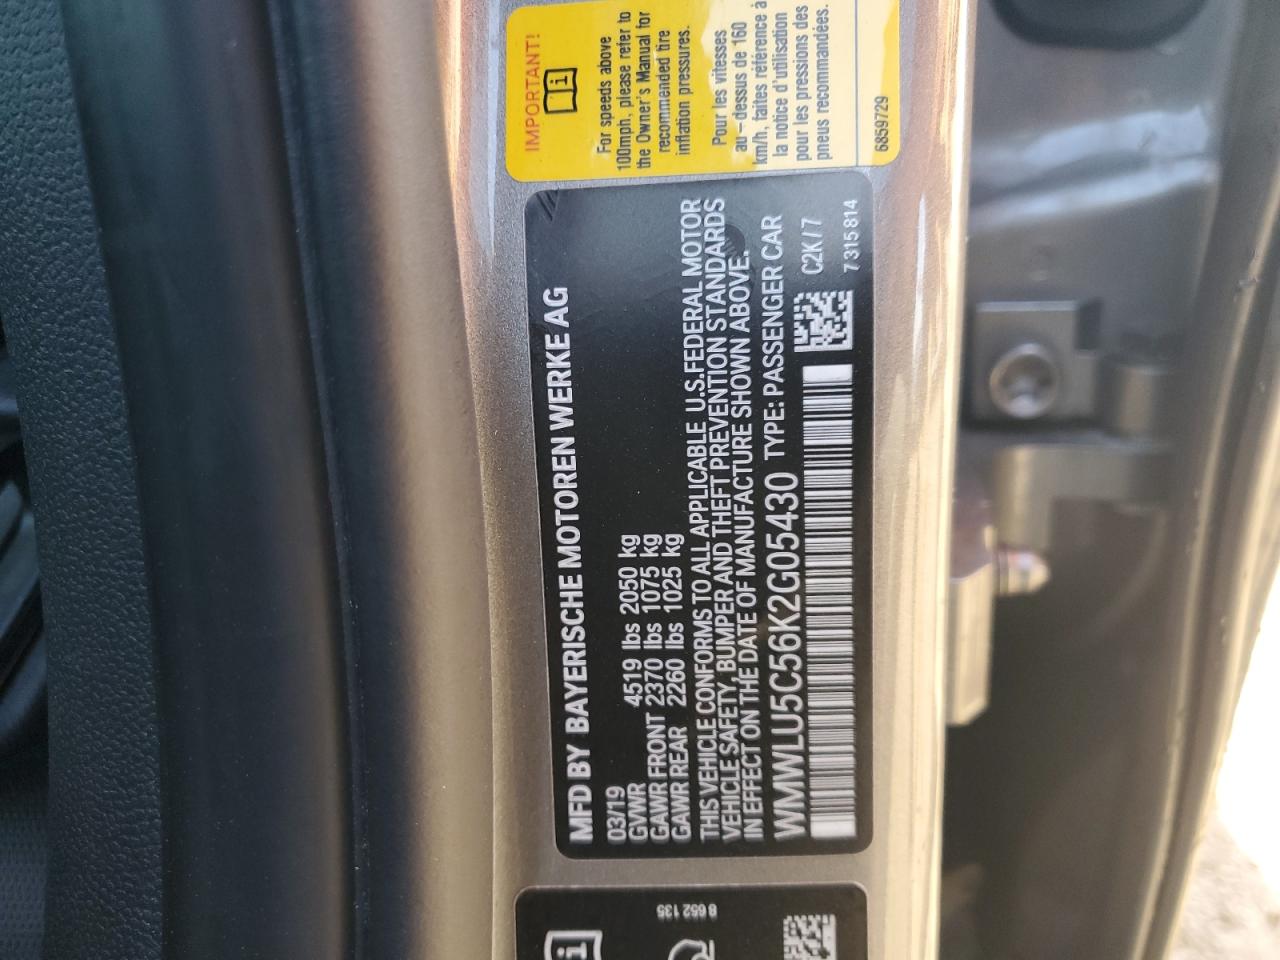 IMPORTANT!
For speeds above
100mph, please refer to
the Owner's Manual for
recommended tire
inflation pressures.
Pour les vitesses
au-dessus de 160
km/h, faites référence à
la notice d'utilisation
pour les pressions des
pneus recommandées.
6859729
MFD BY BAYERISCHE MOTOREN WERKE AG
03/19
GVWR 4519 lbs 2050 kg
GAWR FRONT 2370 lbs 1075 kg
GAWR REAR 2260 lbs 1025 kg
THIS VEHICLE CONFORMS TO ALL APPLICABLE U.S.FEDERAL MOTOR
VEHICLE SAFETY, BUMPER AND THEFT PREVENTION STANDARDS
IN EFFECT ON THE DATE OF MANUFACTURE SHOWN ABOVE.
WMWLU5C56K2G05430 TYPE: PASSENGER CAR
C2K/7
7 315 814
8 652 135